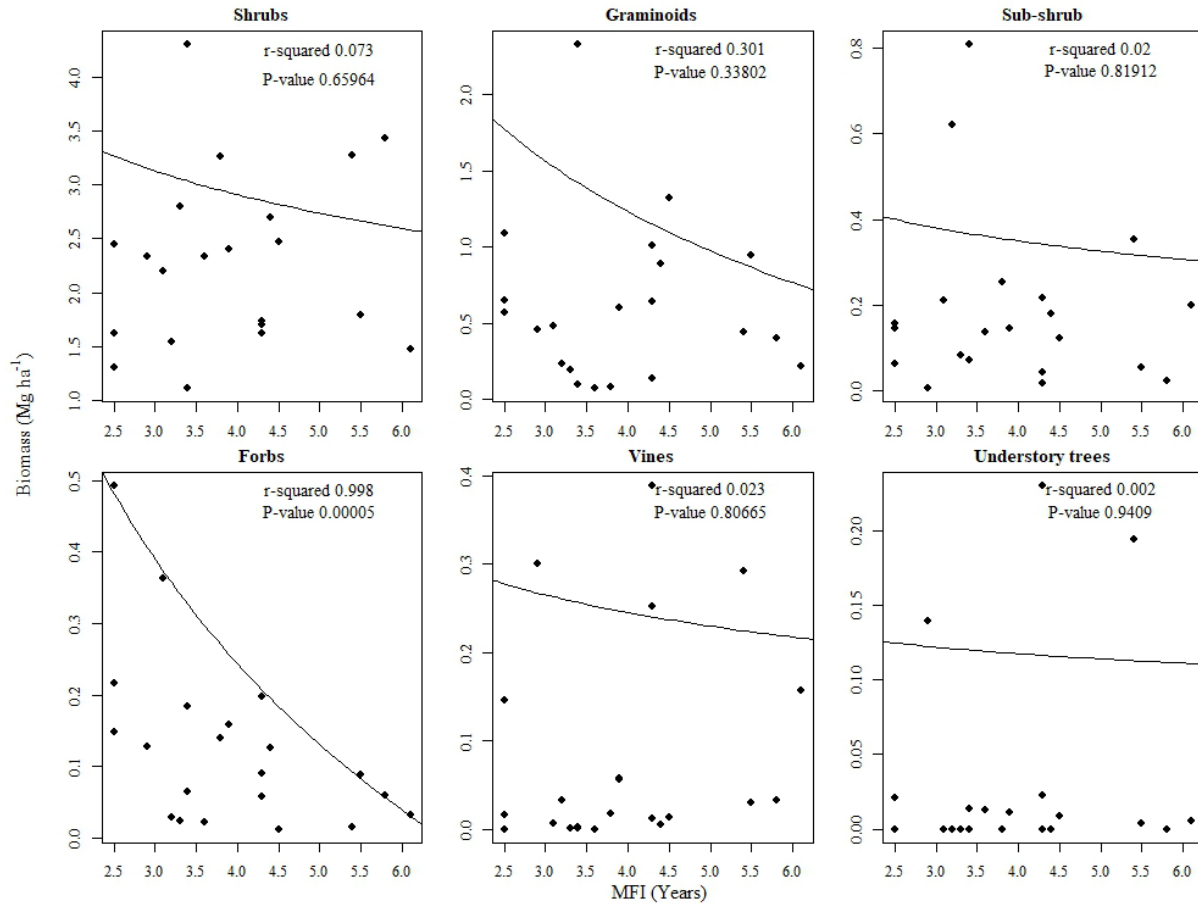 Shrubs
r-squared 0.073
P-value 0.65964
1.0 1.5 2.0 2.5 3.0 3.5 4.0
2.5 3.0 3.5 4.0 4.5 5.0 5.5 6.0
Graminoids
r-squared 0.301
P-value 0.33802
0.0 0.5 1.0 1.5 2.0
2.5 3.0 3.5 4.0 4.5 5.0 5.5 6.0
Sub-shrub
r-squared 0.02
P-value 0.81912
0.0 0.2 0.4 0.6 0.8
2.5 3.0 3.5 4.0 4.5 5.0 5.5 6.0
Biomass (Mg ha⁻¹)
Forbs
r-squared 0.998
P-value 0.00005
0.0 0.1 0.2 0.3 0.4 0.5
2.5 3.0 3.5 4.0 4.5 5.0 5.5 6.0
Vines
r-squared 0.023
P-value 0.80665
0.0 0.1 0.2 0.3 0.4
2.5 3.0 3.5 4.0 4.5 5.0 5.5 6.0
Understory trees
r-squared 0.002
P-value 0.9409
0.00 0.05 0.10 0.15 0.20
2.5 3.0 3.5 4.0 4.5 5.0 5.5 6.0
MFI (Years)